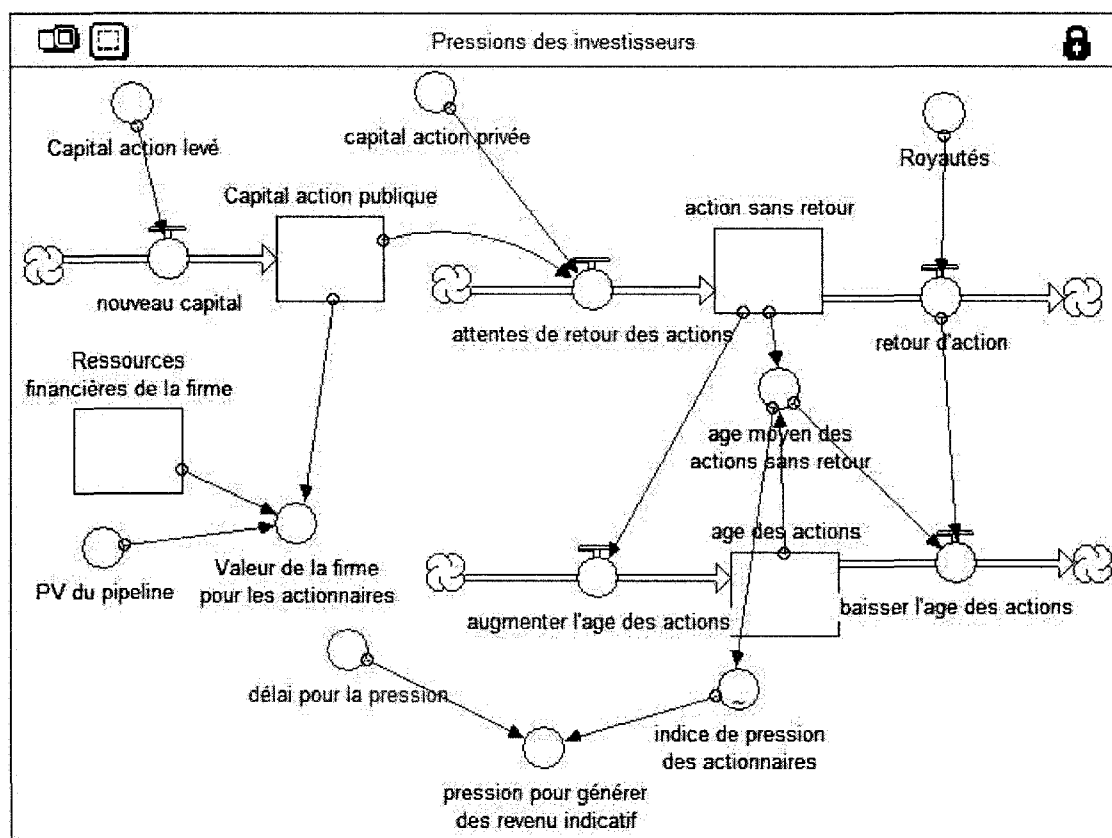 Pressions des investisseurs
Capital action levé
capital action privée
Royautés
Capital action publique
action sans retour
nouveau capital
attentes de retour des actions
retour d'action
Ressources
financières de la firme
age moyen des
actions sans retour
age des actions
PV du pipeline
Valeur de la firme
pour les actionnaires
augmenter l'age des actions
baisser l'age des actions
délai pour la pression
indice de pression
des actionnaires
pression pour générer
des revenu indicatif